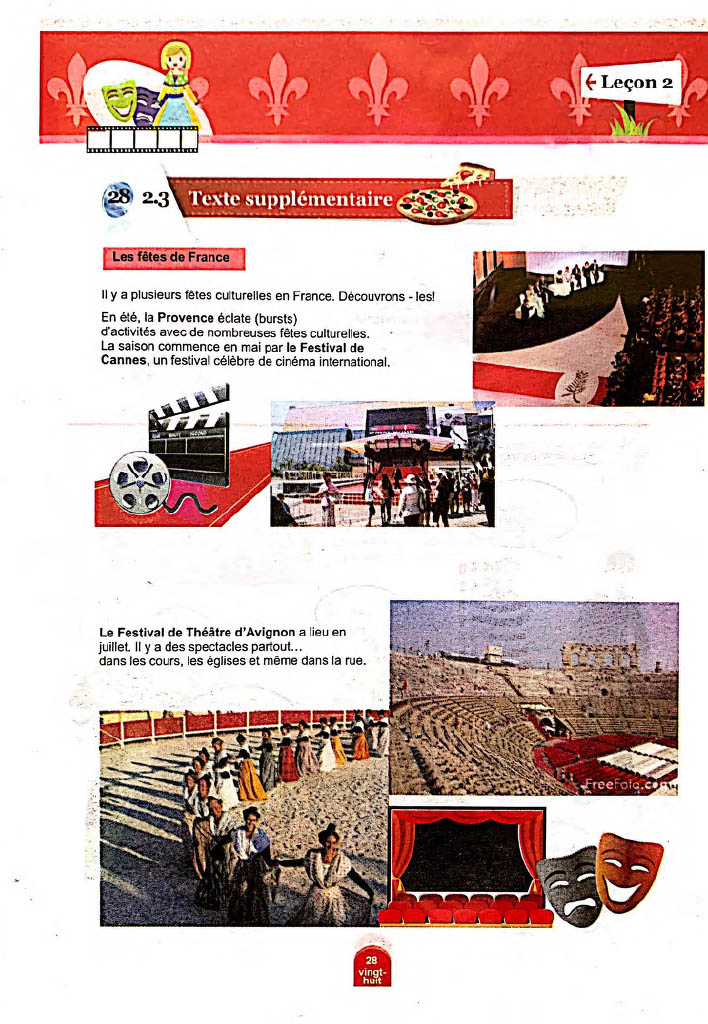 Leçon 2
28 2.3 Texte supplémentaire
Les fêtes de France
Il y a plusieurs fêtes culturelles en France. Découvrons - les!
En été, la Provence éclate (bursts)
d'activités avec de nombreuses fêtes culturelles.
La saison commence en mai par le Festival de
Cannes, un festival célèbre de cinéma international.
Le Festival de Théâtre d'Avignon a lieu en
juillet. Il y a des spectacles partout...
dans les cours, les églises et même dans la rue.
FreeFoto.com
28
vingt-
huit